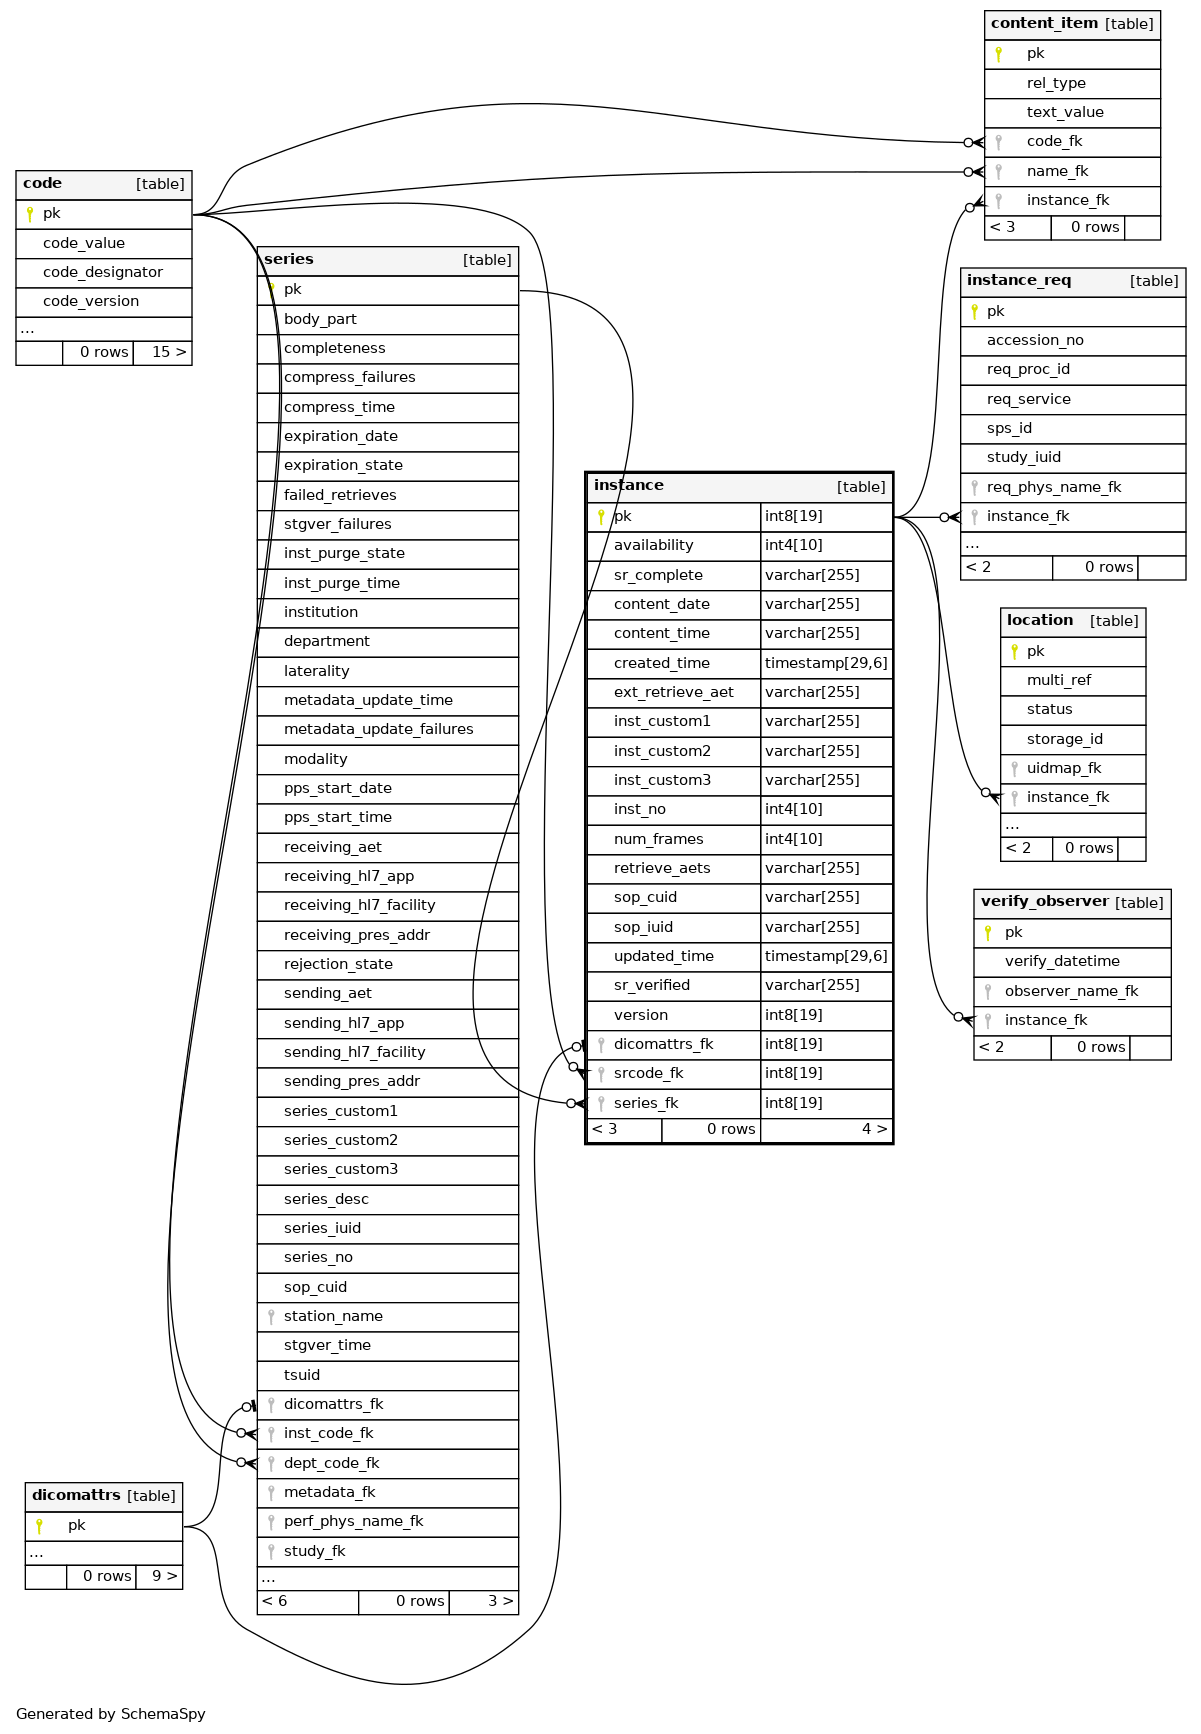 content_item [table]
pk
rel_type
text_value
code_fk
name_fk
instance_fk
< 3 0 rows
code [table]
pk
code_value
code_designator
code_version
...
0 rows 15 >
series [table]
pk
body_part
completeness
compress_failures
compress_time
expiration_date
expiration_state
failed_retrieves
stgver_failures
inst_purge_state
inst_purge_time
institution
department
laterality
metadata_update_time
metadata_update_failures
modality
pps_start_date
pps_start_time
receiving_aet
receiving_hl7_app
receiving_hl7_facility
receiving_pres_addr
rejection_state
sending_aet
sending_hl7_app
sending_hl7_facility
sending_pres_addr
series_custom1
series_custom2
series_custom3
series_desc
series_iuid
series_no
sop_cuid
station_name
stgver_time
tsuid
dicomattrs_fk
inst_code_fk
dept_code_fk
metadata_fk
perf_phys_name_fk
study_fk
...
< 6 0 rows 3 >
instance_req [table]
pk
accession_no
req_proc_id
req_service
sps_id
study_iuid
req_phys_name_fk
instance_fk
...
< 2 0 rows
instance [table]
pk int8[19]
availability int4[10]
sr_complete varchar[255]
content_date varchar[255]
content_time varchar[255]
created_time timestamp[29,6]
ext_retrieve_aet varchar[255]
inst_custom1 varchar[255]
inst_custom2 varchar[255]
inst_custom3 varchar[255]
inst_no int4[10]
num_frames int4[10]
retrieve_aets varchar[255]
sop_cuid varchar[255]
sop_iuid varchar[255]
updated_time timestamp[29,6]
sr_verified varchar[255]
version int8[19]
dicomattrs_fk int8[19]
srcode_fk int8[19]
series_fk int8[19]
< 3 0 rows 4 >
location [table]
pk
multi_ref
status
storage_id
uidmap_fk
instance_fk
...
< 2 0 rows
verify_observer [table]
pk
verify_datetime
observer_name_fk
instance_fk
< 2 0 rows
dicomattrs [table]
pk
...
0 rows 9 >
Generated by SchemaSpy